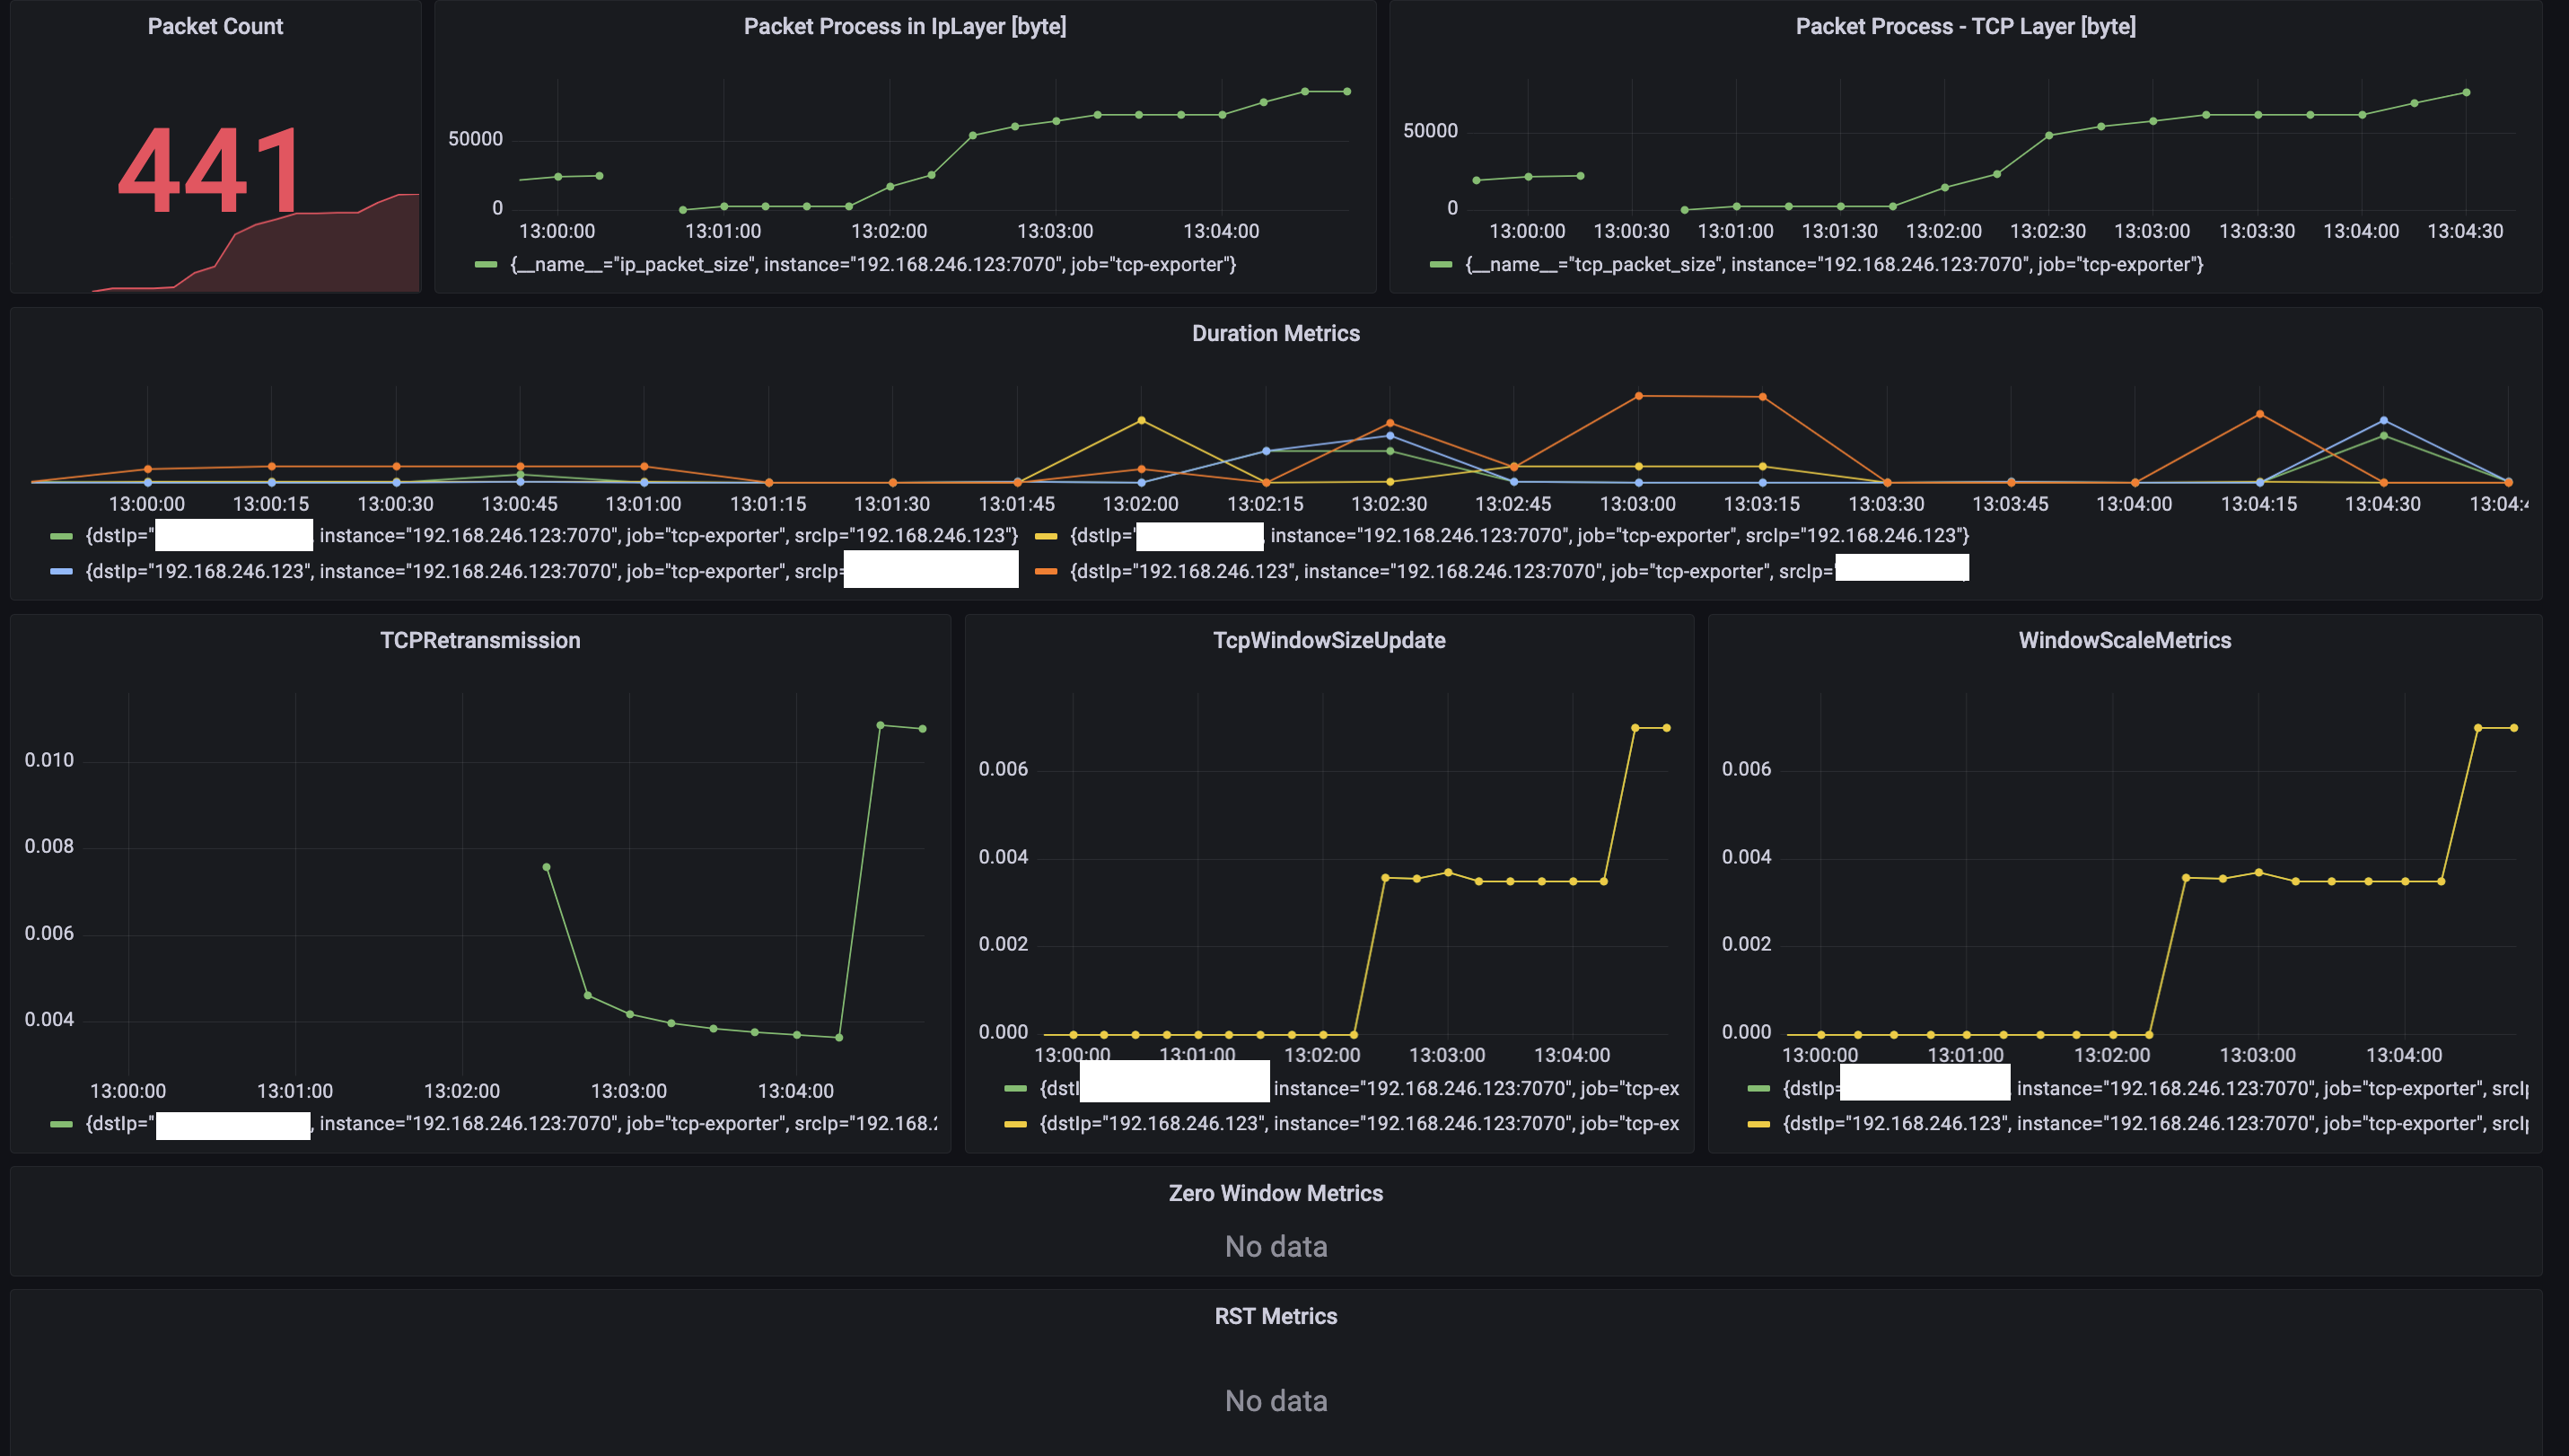 Packet Count
441
Packet Process in IpLayer [byte]
50000
0
13:00:00 13:01:00 13:02:00 13:03:00 13:04:00
{__name__="ip_packet_size", instance="192.168.246.123:7070", job="tcp-exporter"}
Packet Process - TCP Layer [byte]
50000
0
13:00:00 13:00:30 13:01:00 13:01:30 13:02:00 13:02:30 13:03:00 13:03:30 13:04:00 13:04:30
{__name__="tcp_packet_size", instance="192.168.246.123:7070", job="tcp-exporter"}
Duration Metrics
13:00:00 13:00:15 13:00:30 13:00:45 13:01:00 13:01:15 13:01:30 13:01:45 13:02:00 13:02:15 13:02:30 13:02:45 13:03:00 13:03:15 13:03:30 13:03:45 13:04:00 13:04:15 13:04:30 13:04:4
{dstIp=" instance="192.168.246.123:7070", job="tcp-exporter", srcIp="192.168.246.123"} {dstIp=" instance="192.168.246.123:7070", job="tcp-exporter", srcIp="192.168.246.123"}
{dstIp="192.168.246.123", instance="192.168.246.123:7070", job="tcp-exporter", srcIp= {dstIp="192.168.246.123", instance="192.168.246.123:7070", job="tcp-exporter", srcIp="
TCPRetransmission
0.010
0.008
0.006
0.004
13:00:00 13:01:00 13:02:00 13:03:00 13:04:00
{dstIp=" , instance="192.168.246.123:7070", job="tcp-exporter", srcIp="192.168.2
TcpWindowSizeUpdate
0.006
0.004
0.002
0.000
13:00:00 13:01:00 13:02:00 13:03:00 13:04:00
{dstI instance="192.168.246.123:7070", job="tcp-ex
{dstIp="192.168.246.123", instance="192.168.246.123:7070", job="tcp-ex
WindowScaleMetrics
0.006
0.004
0.002
0.000
13:00:00 13:01:00 13:02:00 13:03:00 13:04:00
{dstIp= instance="192.168.246.123:7070", job="tcp-exporter", srcIp
{dstIp="192.168.246.123", instance="192.168.246.123:7070", job="tcp-exporter", srcIp
Zero Window Metrics
No data
RST Metrics
No data